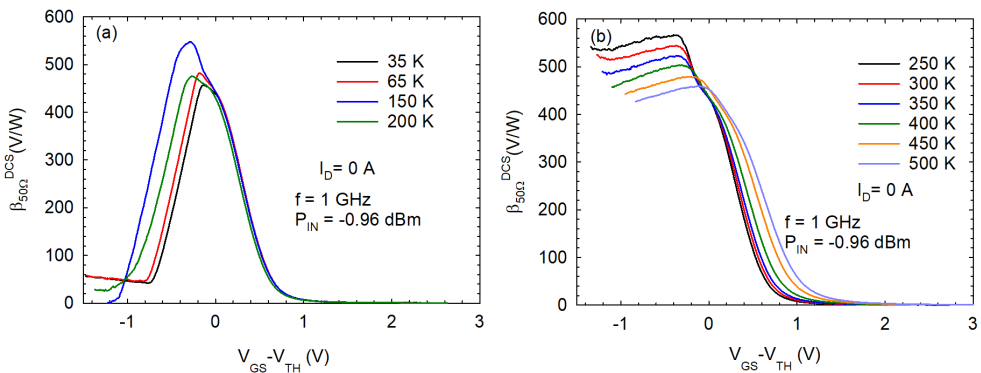 (a)
600
500
400
300
200
100
0
β50Ω^DCS(V/W)
35 K
65 K
150 K
200 K
ID= 0 A
f = 1 GHz
PIN = -0.96 dBm
-1 0 1 2 3
VGS-VTH (V)
(b)
600
500
400
300
200
100
0
β50Ω^DCS(V/W)
250 K
300 K
350 K
400 K
450 K
500 K
ID= 0 A
f = 1 GHz
PIN = -0.96 dBm
-1 0 1 2 3
VGS-VTH (V)